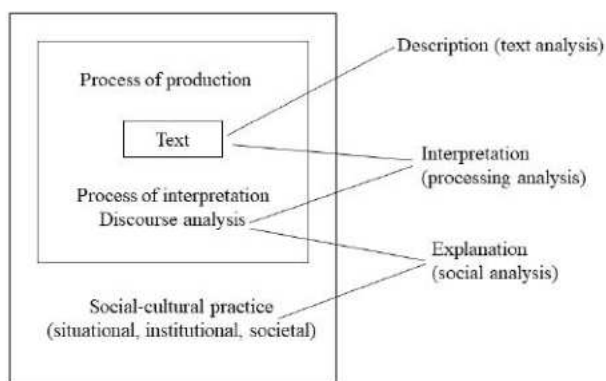 Description (text analysis)
Process of production
Text
Interpretation
(processing analysis)
Process of interpretation
Discourse analysis
Explanation
(social analysis)
Social-cultural practice
(situational, institutional, societal)